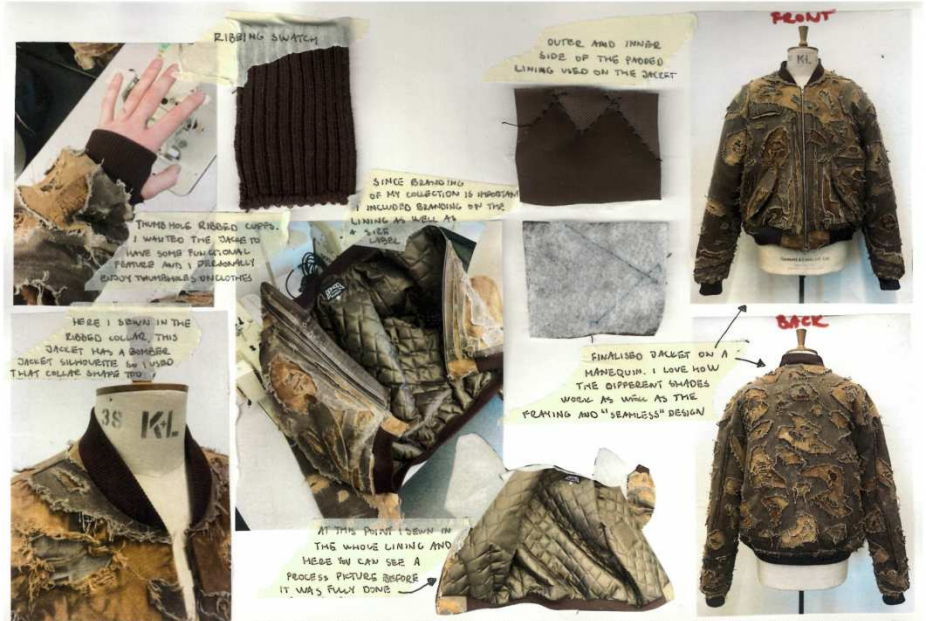 RIBBING SWATCH
OUTER AND INNER
SIDE OF THE PADDED
LINING USED ON THE JACKET
FRONT
K+L
SINCE BRANDING
OF MY COLLECTION IS IMPORTANT
I INCLUDED BRANDING ON THE
LINING AS WELL AS
A SIZE
LABEL
THUMB HOLE RIBBED CUFFS.
I WANTED THE JACKET TO
HAVE SOME FUNCTIONAL
FEATURE AND I PERSONALLY
ENJOY THUMBHOLES ON CLOTHES
HERE I SEWN IN THE
RIBBED COLLAR, THIS
JACKET HAS A BOMBER
JACKET SILHOUETTE SO I USED
THAT COLLAR SHAPE TOO
38 K+L
BACK
FINALISED JACKET ON A
MANEQUIN. I LOVE HOW
THE DIFFERENT SHADES
WORK AS WELL AS THE
FRAYING AND "SEAMLESS" DESIGN
AT THIS POINT I SEWN IN
THE WHOLE LINING AND
HERE YOU CAN SEE A
PROCESS PICTURE BEFORE
IT WAS FULLY DONE